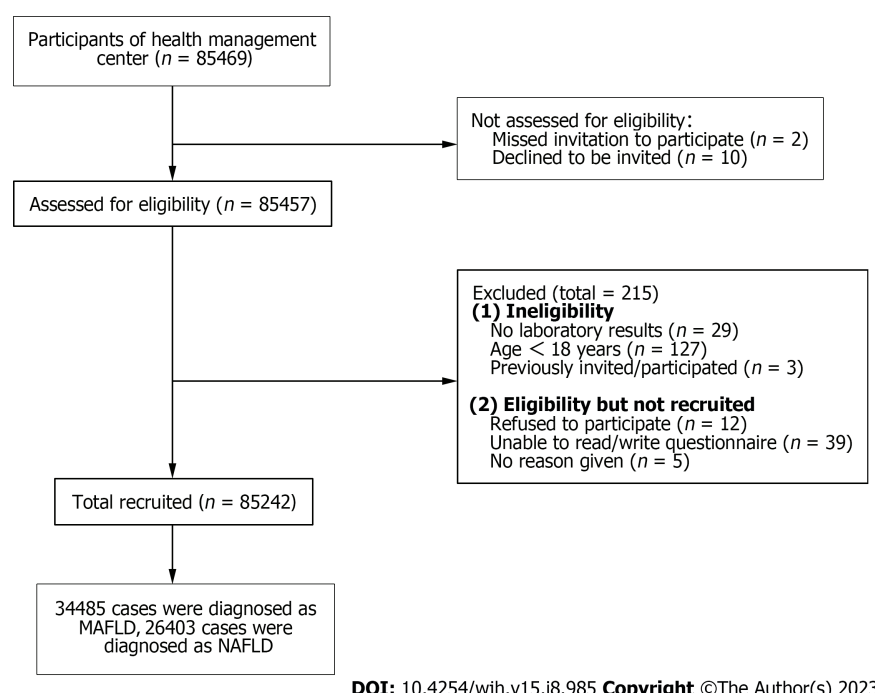 Participants of health management
center (n = 85469)
Not assessed for eligibility:
Missed invitation to participate (n = 2)
Declined to be invited (n = 10)
Assessed for eligibility (n = 85457)
Excluded (total = 215)
(1) Ineligibility
No laboratory results (n = 29)
Age < 18 years (n = 127)
Previously invited/participated (n = 3)
(2) Eligibility but not recruited
Refused to participate (n = 12)
Unable to read/write questionnaire (n = 39)
No reason given (n = 5)
Total recruited (n = 85242)
34485 cases were diagnosed as
MAFLD, 26403 cases were
diagnosed as NAFLD
DOI: 10.4254/wjh.v15.i8.985 Copyright ©The Author(s) 2023